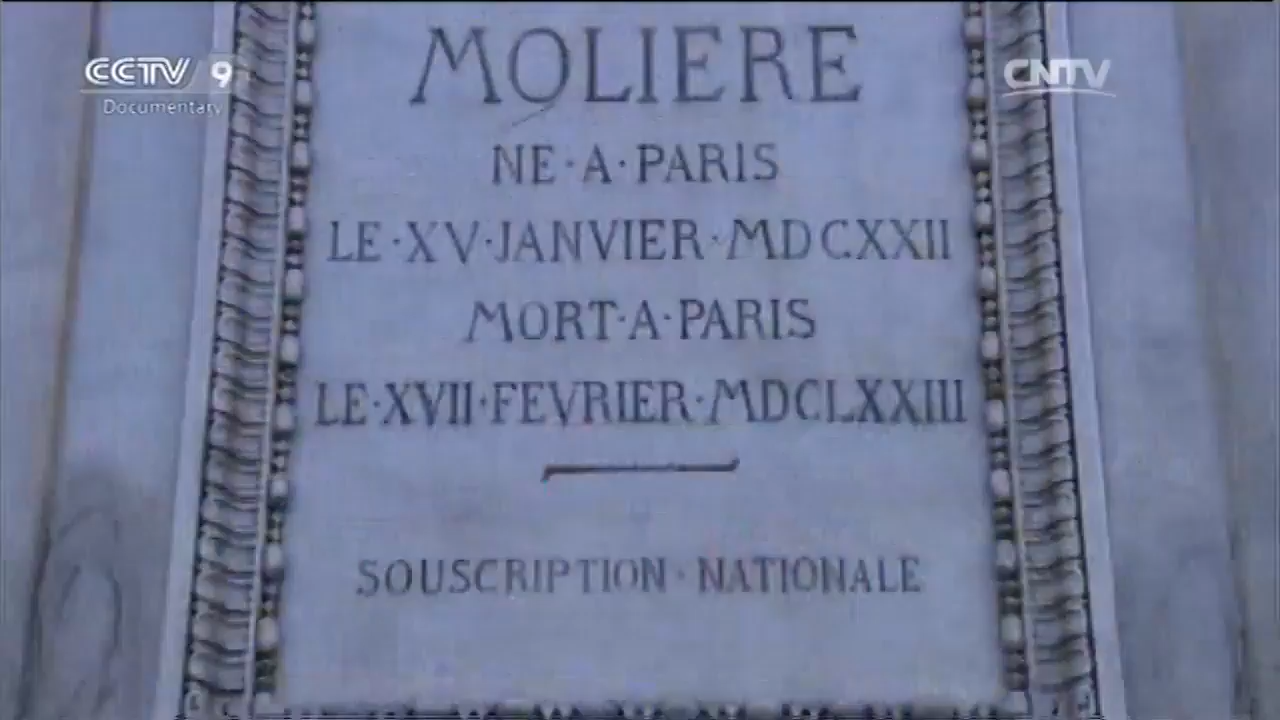 CCTV 9
Documentary
CNTV
MOLIERE
NE·A·PARIS
LE·XV·JANVIER·MDCXXII
MORT·A·PARIS
LE·XVII·FEVRIER·MDCLXXIII
SOUSCRIPTION·NATIONALE